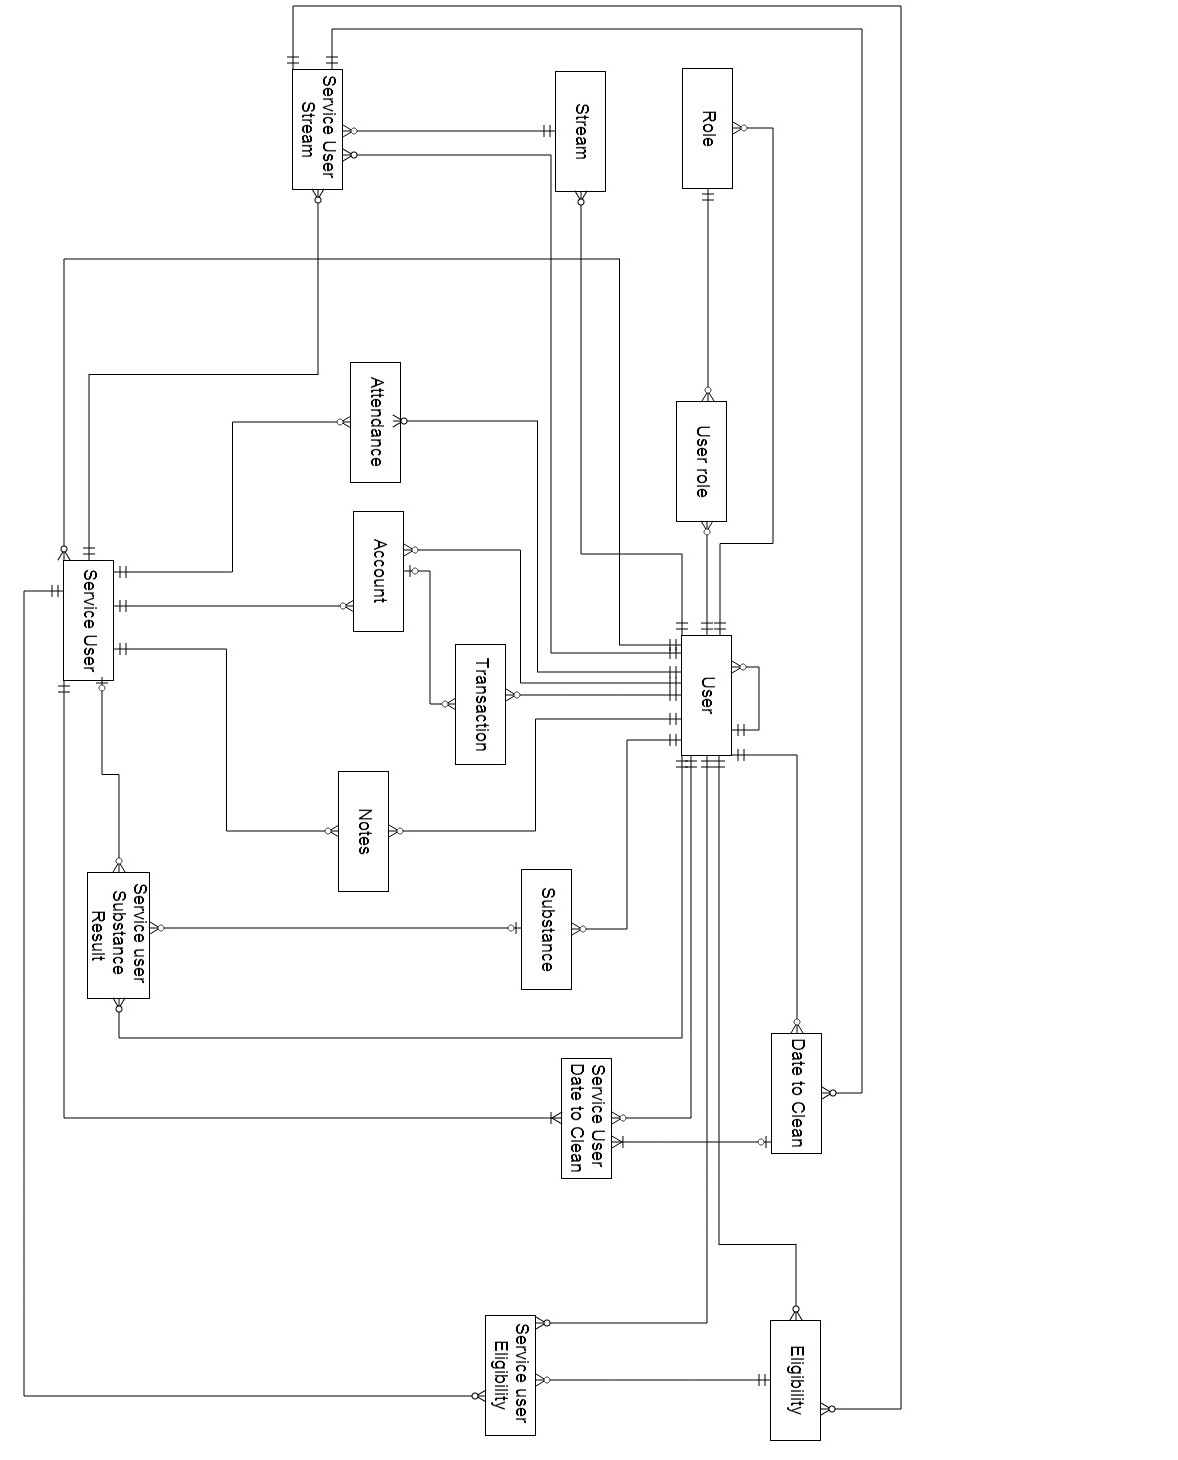 Date to Clean
Eligibility
Role
User role
User
Stream
Service User
Date to Clean
Substance
Service user
Eligibility
Transaction
Attendance
Account
Notes
Service User
Stream
Service user
Substance
Result
Service User